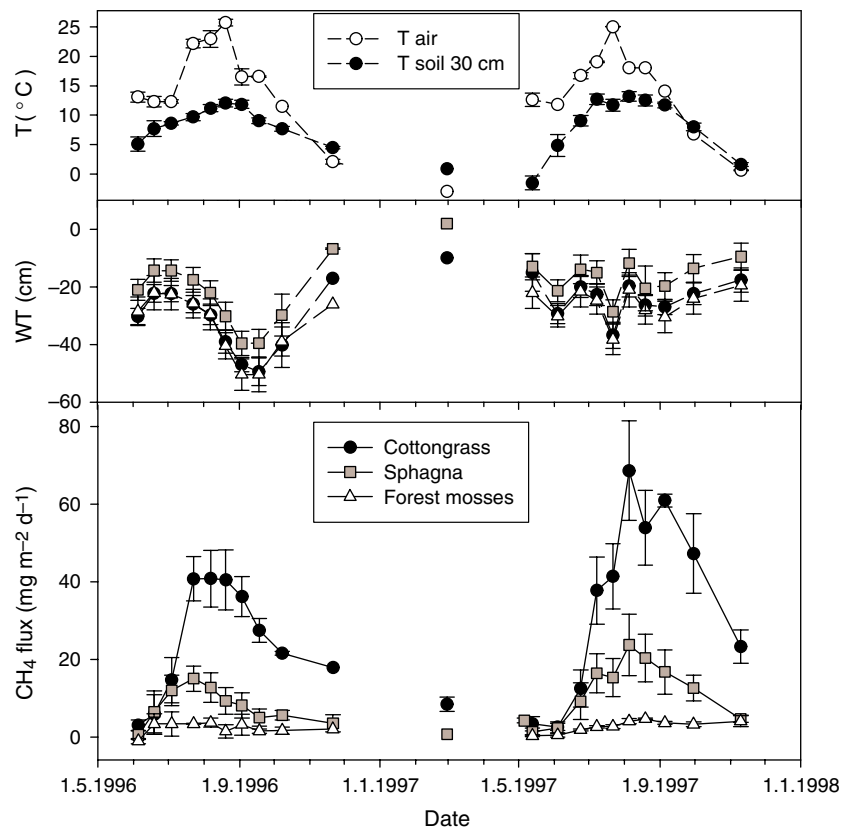 25
20
15
10
5
0
T(°C)
T air
T soil 30 cm
0
−20
−40
−60
WT (cm)
80
60
40
20
0
CH4 flux (mg m−2 d−1)
Cottongrass
Sphagna
Forest mosses
1.5.1996 1.9.1996 1.1.1997 1.5.1997 1.9.1997 1.1.1998
Date